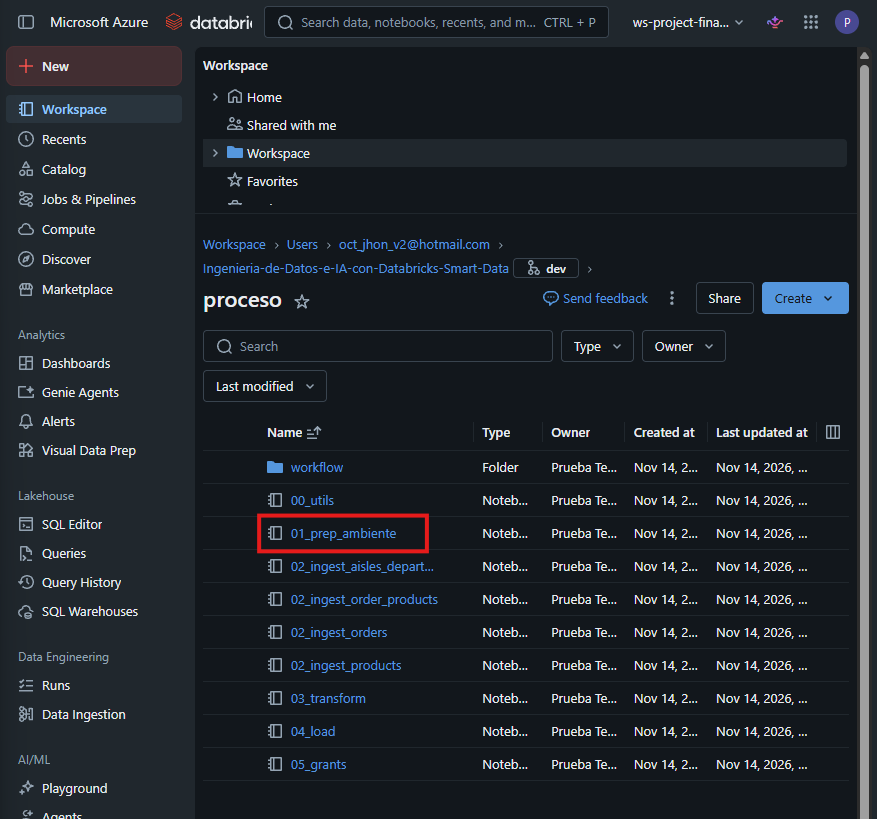 Microsoft Azure databri Search data, notebooks, recents, and m... CTRL + P ws-project-fina... P
New
Workspace
Recents
Catalog
Jobs & Pipelines
Compute
Discover
Marketplace
Analytics
Dashboards
Genie Agents
Alerts
Visual Data Prep
Lakehouse
SQL Editor
Queries
Query History
SQL Warehouses
Data Engineering
Runs
Data Ingestion
AI/ML
Playground
Agents
Workspace
Home
Shared with me
Workspace
Favorites
Workspace > Users > oct_jhon_v2@hotmail.com >
Ingenieria-de-Datos-e-IA-con-Databricks-Smart-Data dev >
proceso Send feedback Share Create
Search Type Owner
Last modified
Name Type Owner Created at Last updated at
workflow Folder Prueba Te... Nov 14, 2... Nov 14, 2026, ...
00_utils Noteb... Prueba Te... Nov 14, 2... Nov 14, 2026, ...
01_prep_ambiente Noteb... Prueba Te... Nov 14, 2... Nov 14, 2026, ...
02_ingest_aisles_depart... Noteb... Prueba Te... Nov 14, 2... Nov 14, 2026, ...
02_ingest_order_products Noteb... Prueba Te... Nov 14, 2... Nov 14, 2026, ...
02_ingest_orders Noteb... Prueba Te... Nov 14, 2... Nov 14, 2026, ...
02_ingest_products Noteb... Prueba Te... Nov 14, 2... Nov 14, 2026, ...
03_transform Noteb... Prueba Te... Nov 14, 2... Nov 14, 2026, ...
04_load Noteb... Prueba Te... Nov 14, 2... Nov 14, 2026, ...
05_grants Noteb... Prueba Te... Nov 14, 2... Nov 14, 2026, ...